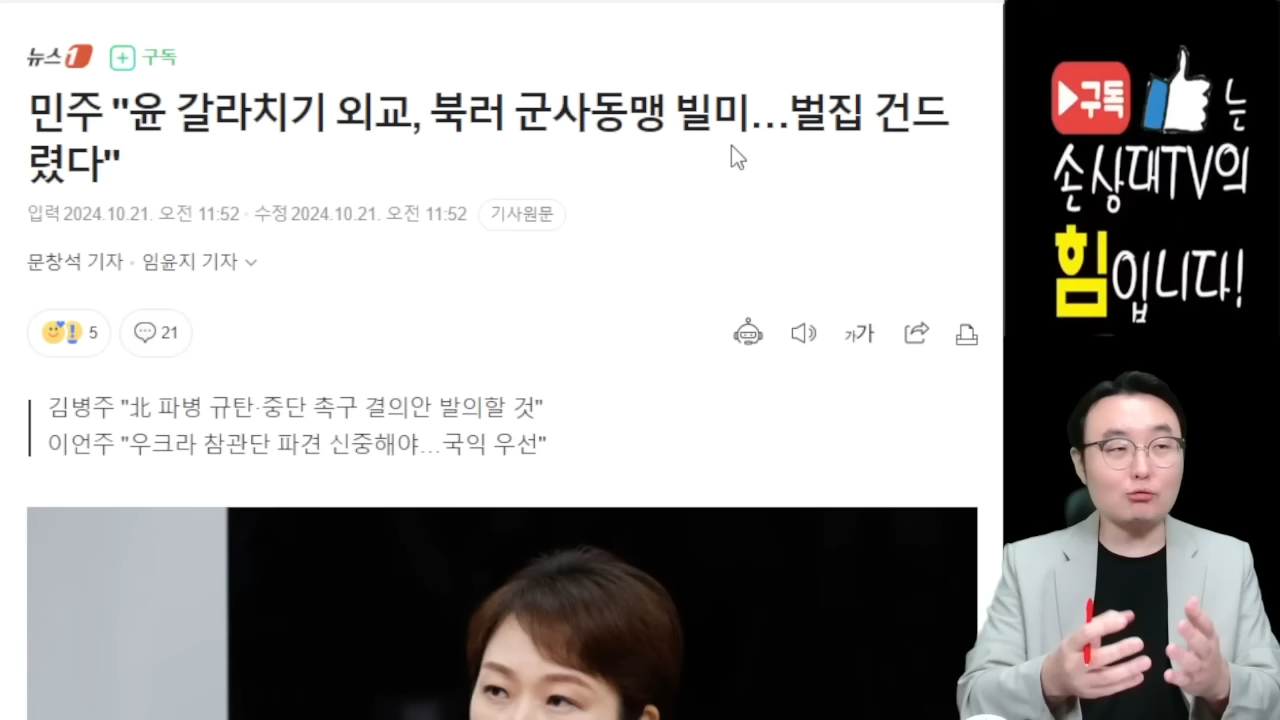 뉴스1 구독
민주 "윤 갈라치기 외교, 북러 군사동맹 빌미…벌집 건드
렸다"
입력 2024.10.21. 오전 11:52 · 수정 2024.10.21. 오전 11:52 기사원문
문창석 기자 · 임윤지 기자
5 21
가가
김병주 "北 파병 규탄·중단 촉구 결의안 발의할 것"
이언주 "우크라 참관단 파견 신중해야…국익 우선"
구독 는
손상대TV의
힘입니다!